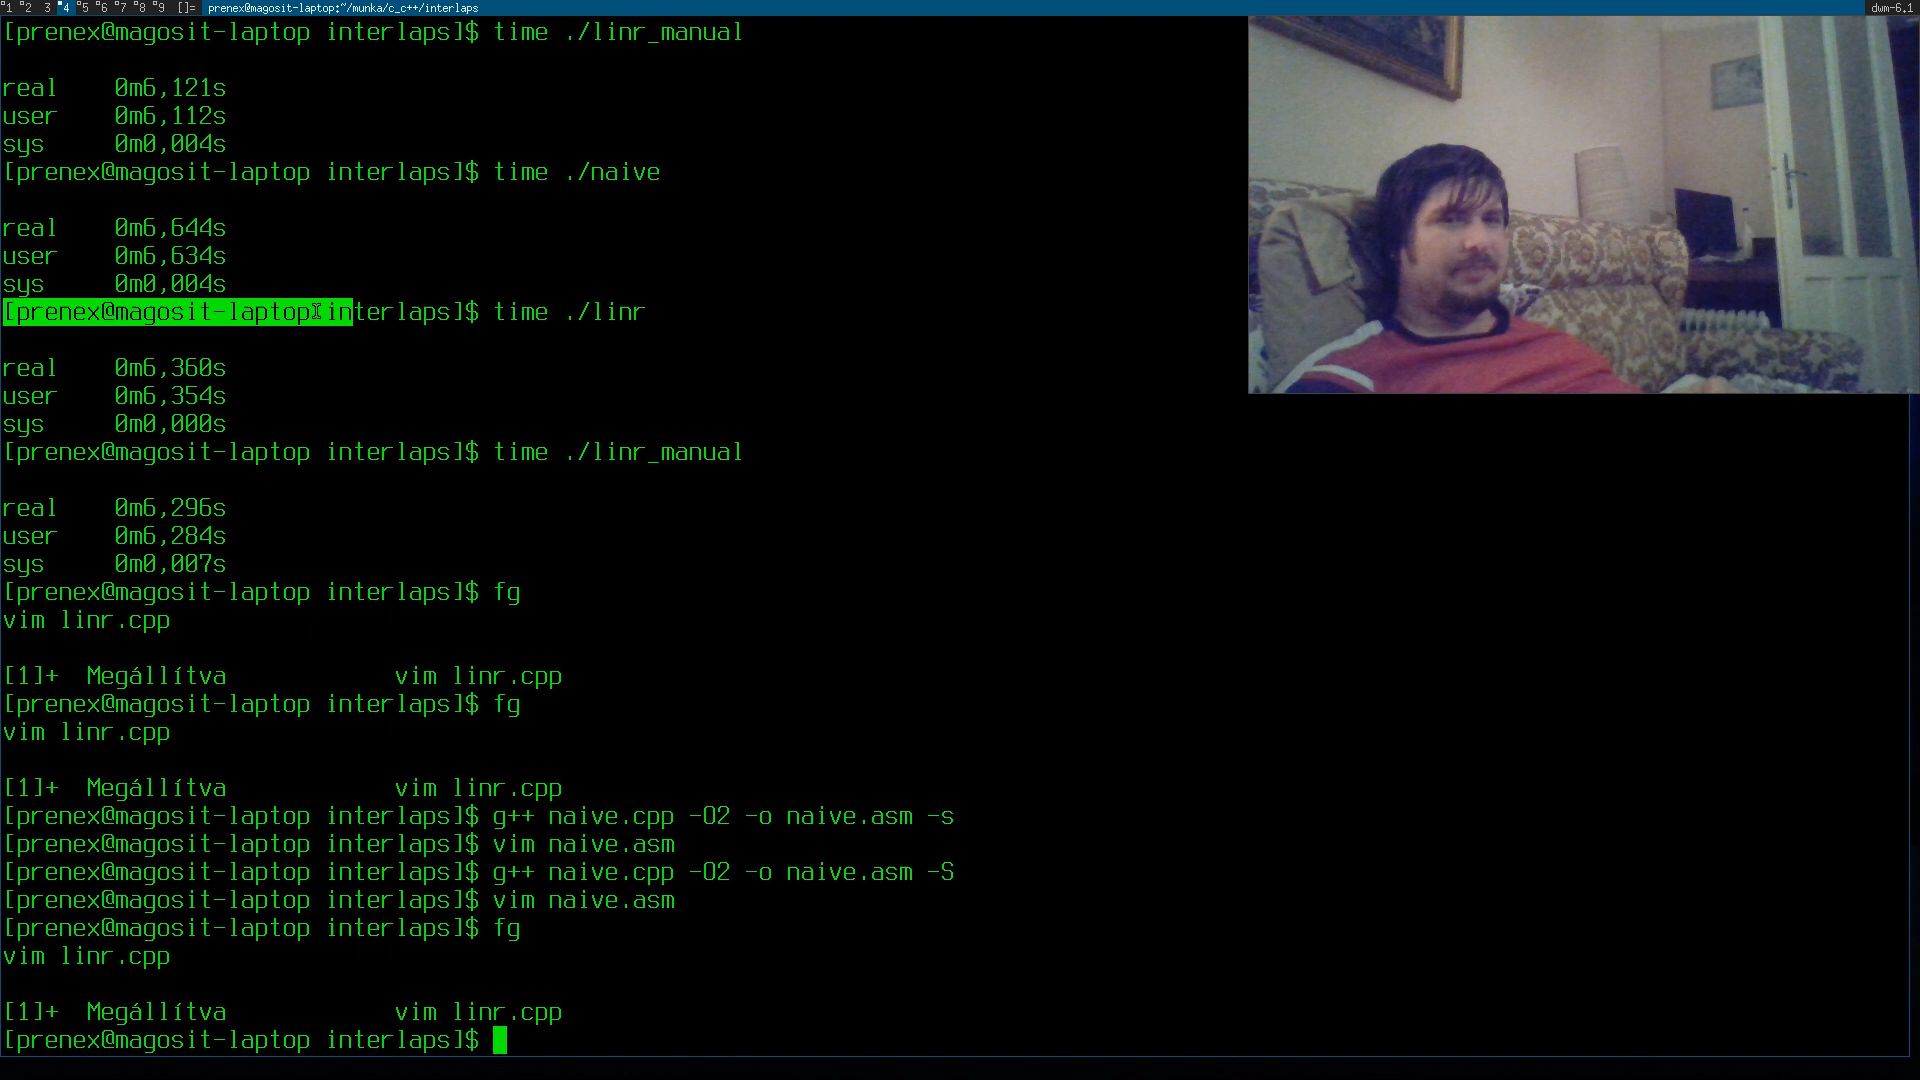 1 2 3 4 5 6 7 8 9 []= prenex@magosit-laptop:~/munka/c_c++/interlaps dwm-6.1
[prenex@magosit-laptop interlaps]$ time ./linr_manual
real 0m6,121s
user 0m6,112s
sys 0m0,004s
[prenex@magosit-laptop interlaps]$ time ./naive
real 0m6,644s
user 0m6,634s
sys 0m0,004s
[prenex@magosit-laptop interlaps]$ time ./linr
real 0m6,360s
user 0m6,354s
sys 0m0,000s
[prenex@magosit-laptop interlaps]$ time ./linr_manual
real 0m6,296s
user 0m6,284s
sys 0m0,007s
[prenex@magosit-laptop interlaps]$ fg
vim linr.cpp
[1]+ Megállítva vim linr.cpp
[prenex@magosit-laptop interlaps]$ fg
vim linr.cpp
[1]+ Megállítva vim linr.cpp
[prenex@magosit-laptop interlaps]$ g++ naive.cpp -O2 -o naive.asm -s
[prenex@magosit-laptop interlaps]$ vim naive.asm
[prenex@magosit-laptop interlaps]$ g++ naive.cpp -O2 -o naive.asm -S
[prenex@magosit-laptop interlaps]$ vim naive.asm
[prenex@magosit-laptop interlaps]$ fg
vim linr.cpp
[1]+ Megállítva vim linr.cpp
[prenex@magosit-laptop interlaps]$